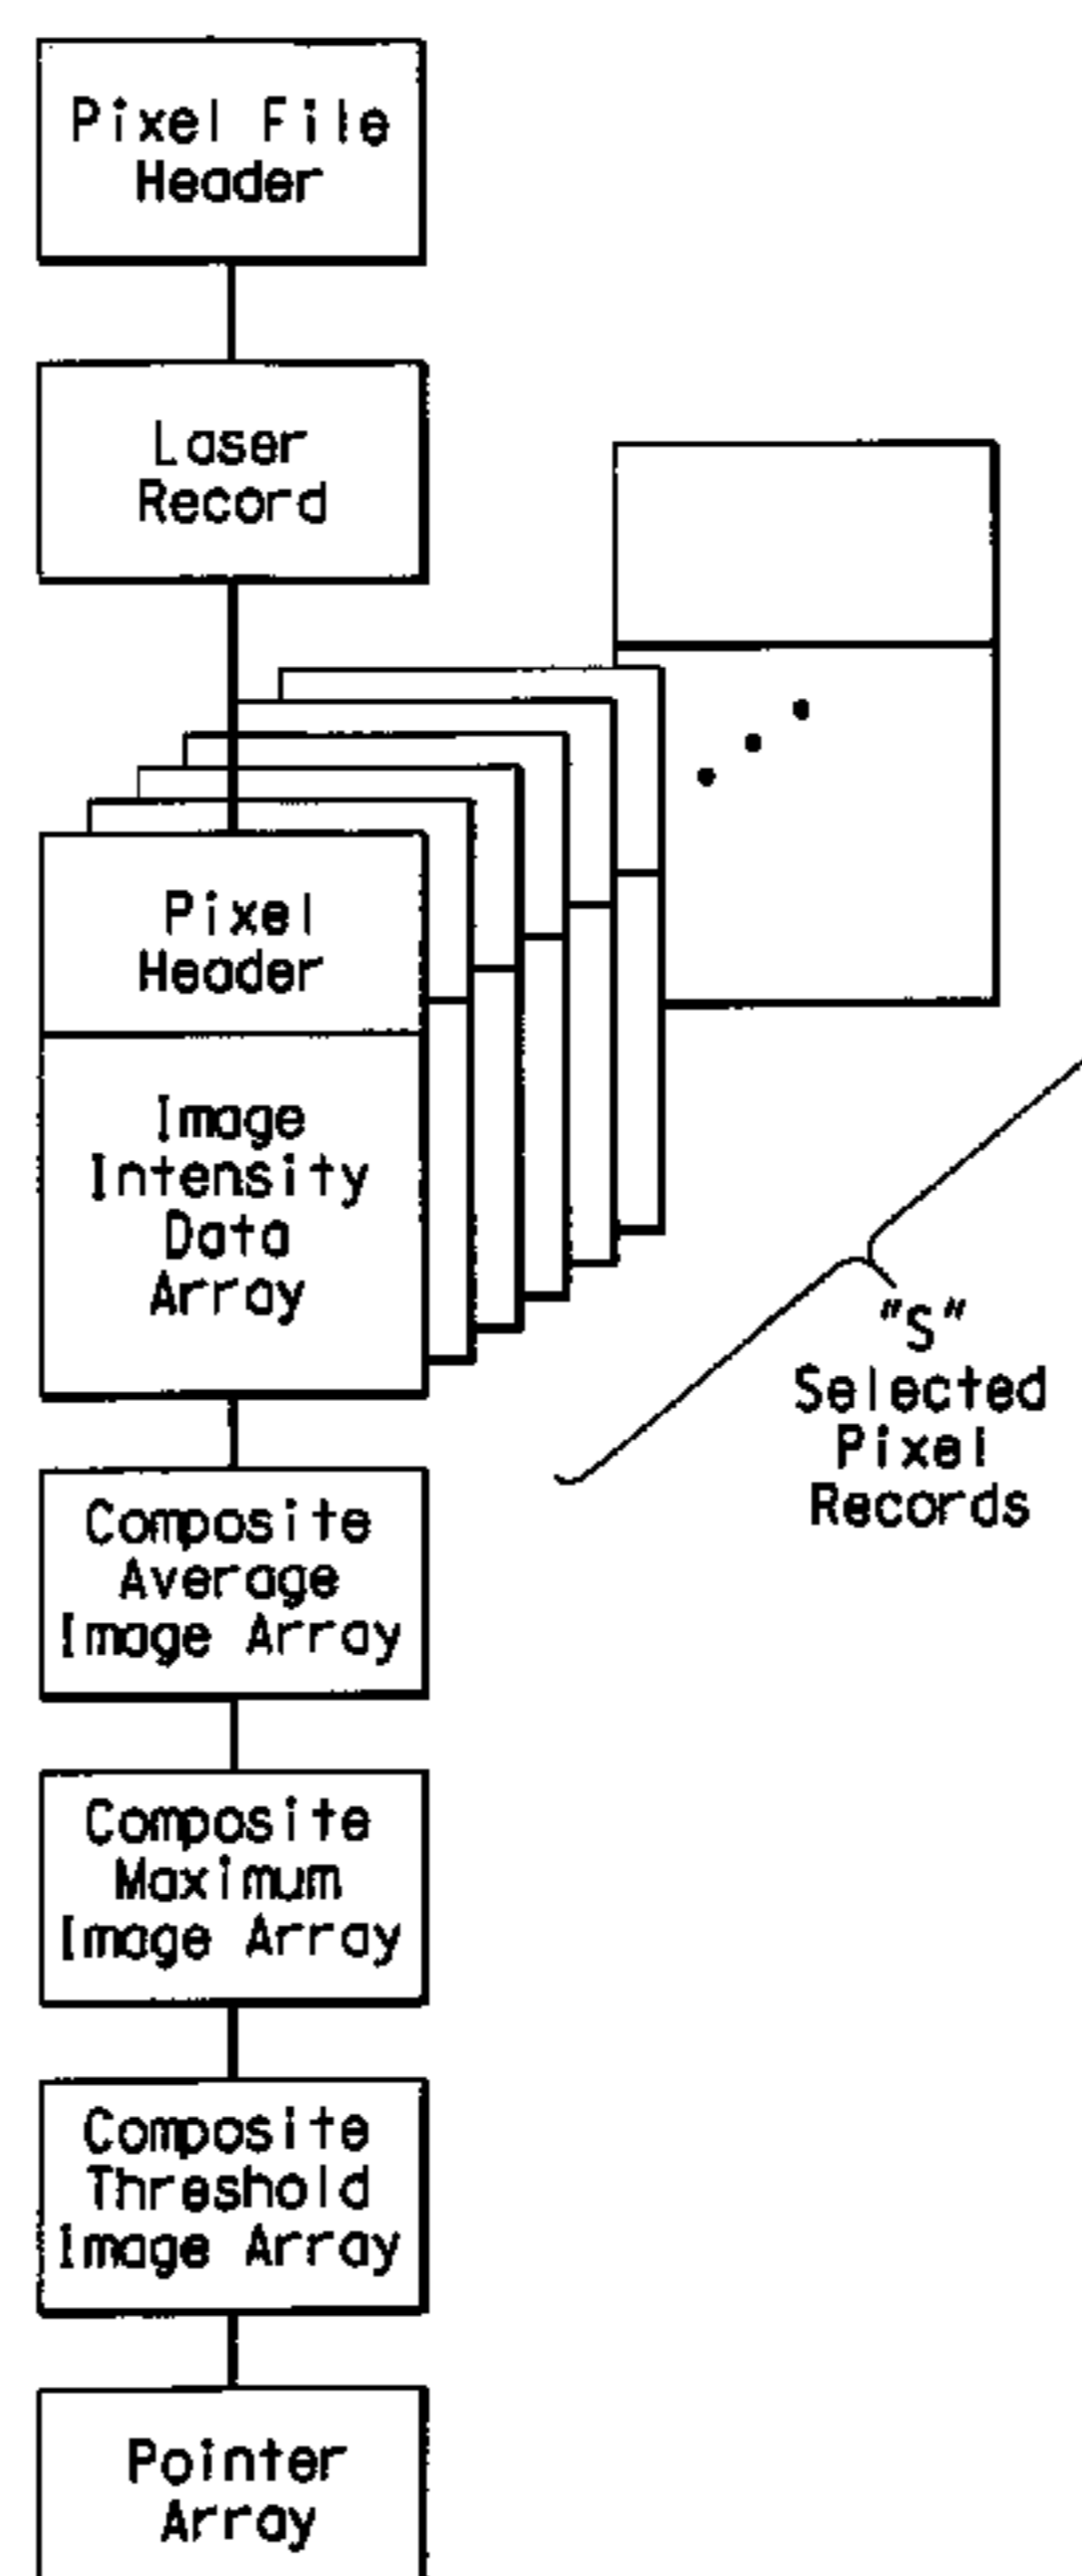 Pixel File
Header
Laser
Record
Pixel
Header
Image
Intensity
Data
Array
"S"
Selected
Pixel
Records
Composite
Average
Image Array
Composite
Maximum
Image Array
Composite
Threshold
Image Array
Pointer
Array